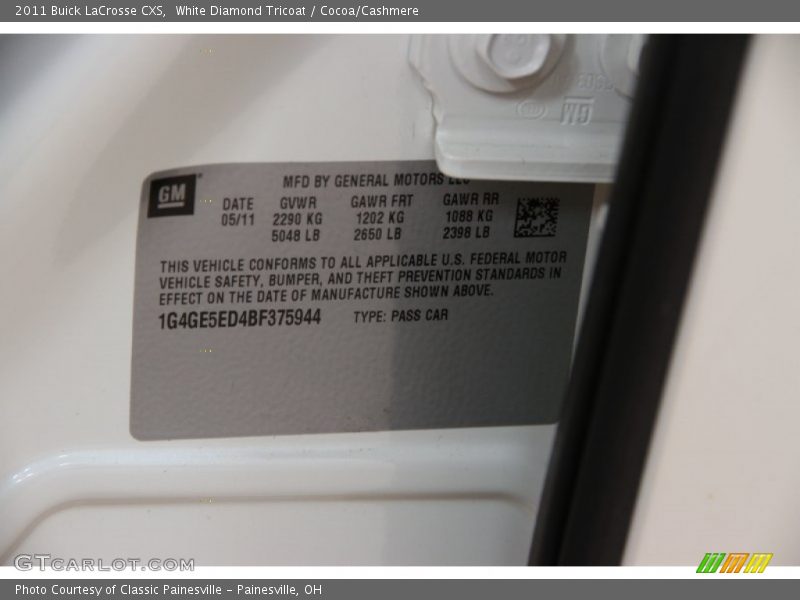 2011 Buick LaCrosse CXS,  White Diamond Tricoat / Cocoa/Cashmere
GM
GM
MFD BY GENERAL MOTORS LLC
DATE GVWR GAWR FRT GAWR RR
05/11 2290 KG 1202 KG 1088 KG
5048 LB 2650 LB 2398 LB
THIS VEHICLE CONFORMS TO ALL APPLICABLE U.S. FEDERAL MOTOR
VEHICLE SAFETY, BUMPER, AND THEFT PREVENTION STANDARDS IN
EFFECT ON THE DATE OF MANUFACTURE SHOWN ABOVE.
1G4GE5ED4BF375944 TYPE: PASS CAR
GTCARLOT.COM
Photo Courtesy of Classic Painesville – Painesville, OH